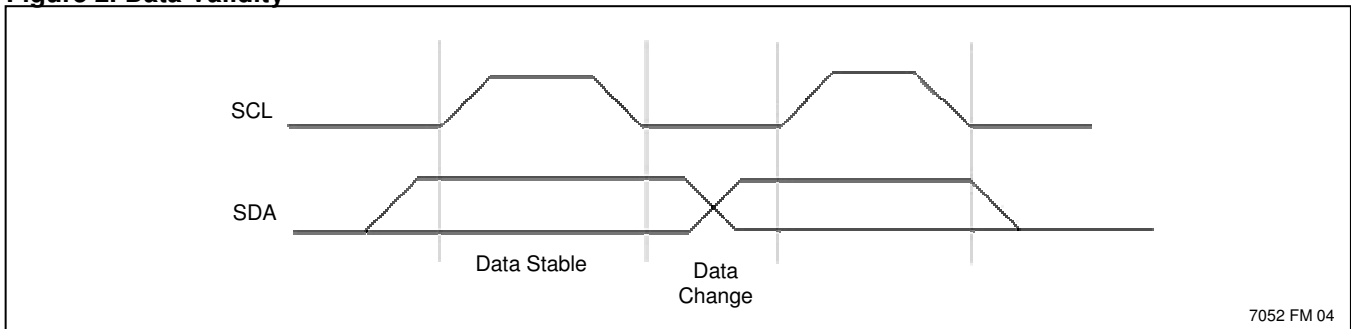 Figure 2. Data Validity
SCL
SDA
Data Stable
Data
Change
7052 FM 04